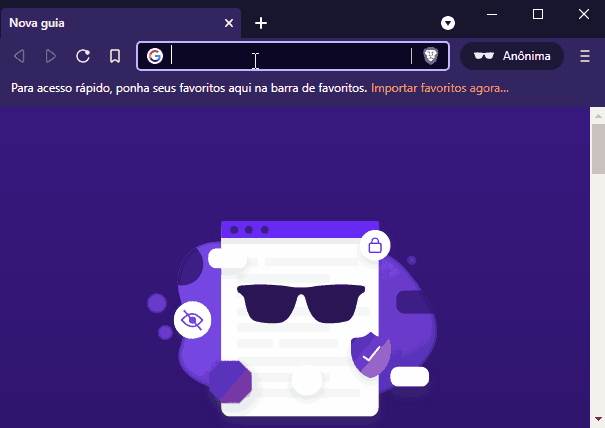 Nova guia
Anônima
Para acesso rápido, ponha seus favoritos aqui na barra de favoritos. Importar favoritos agora...